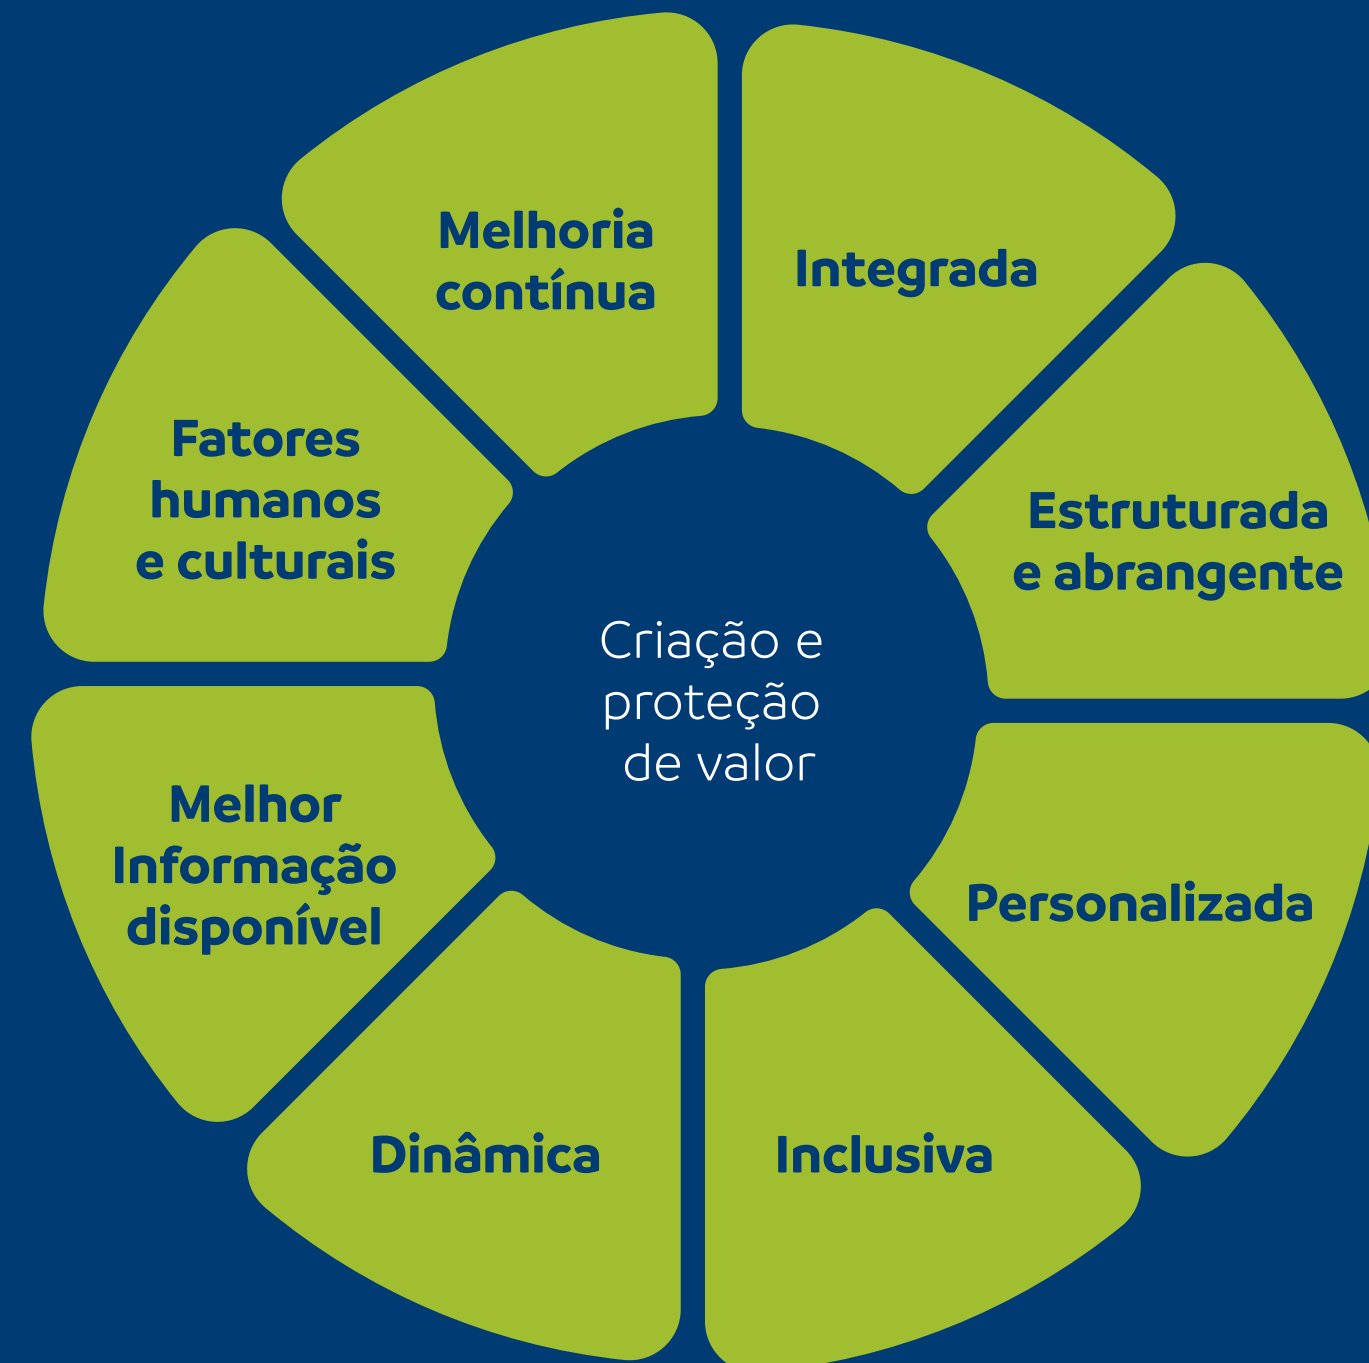 Melhoria
contínua
Integrada
Estruturada
e abrangente
Personalizada
Inclusiva
Dinâmica
Melhor
Informação
disponível
Fatores
humanos
e culturais
Criação e
proteção
de valor